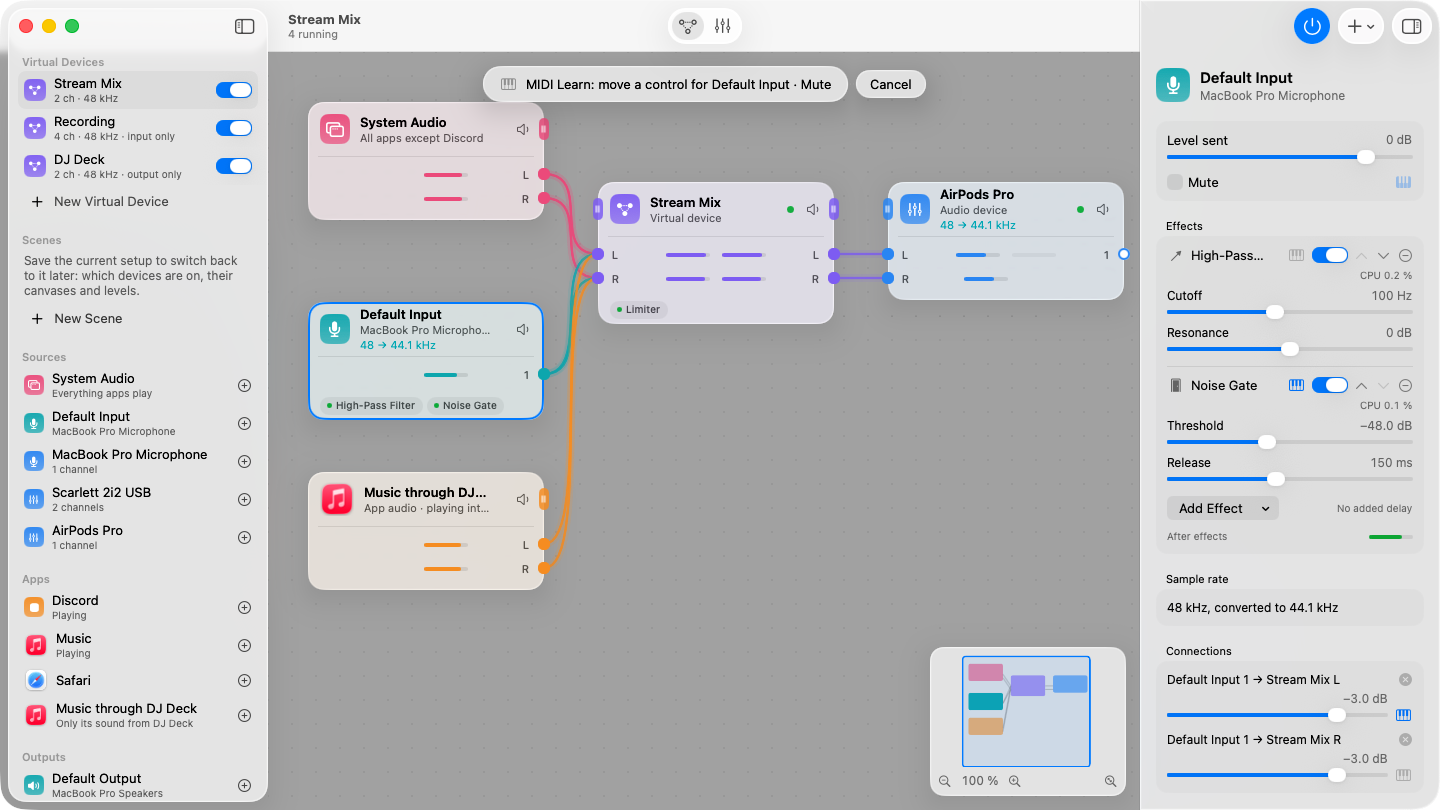 Virtual Devices
Stream Mix
2 ch · 48 kHz
Recording
4 ch · 48 kHz · input only
DJ Deck
2 ch · 48 kHz · output only
New Virtual Device
Scenes
Save the current setup to switch back
to it later: which devices are on, their
canvases and levels.
New Scene
Sources
System Audio
Everything apps play
Default Input
MacBook Pro Microphone
MacBook Pro Microphone
1 channel
Scarlett 2i2 USB
2 channels
AirPods Pro
1 channel
Apps
Discord
Playing
Music
Playing
Safari
Music through DJ Deck
Only its sound from DJ Deck
Outputs
Default Output
MacBook Pro Speakers
Stream Mix
4 running
MIDI Learn: move a control for Default Input · Mute
Cancel
System Audio
All apps except Discord
L
R
Default Input
MacBook Pro Micropho...
48 → 44.1 kHz
1
High-Pass Filter
Noise Gate
Music through DJ...
App audio · playing int...
L
R
Stream Mix
Virtual device
L L
R R
Limiter
AirPods Pro
Audio device
48 → 44.1 kHz
L 1
R
100 %
Default Input
MacBook Pro Microphone
Level sent 0 dB
Mute
Effects
High-Pass...
CPU 0.2 %
Cutoff 100 Hz
Resonance 0 dB
Noise Gate
CPU 0.1 %
Threshold −48.0 dB
Release 150 ms
Add Effect No added delay
After effects
Sample rate
48 kHz, converted to 44.1 kHz
Connections
Default Input 1 → Stream Mix L
−3.0 dB
Default Input 1 → Stream Mix R
−3.0 dB